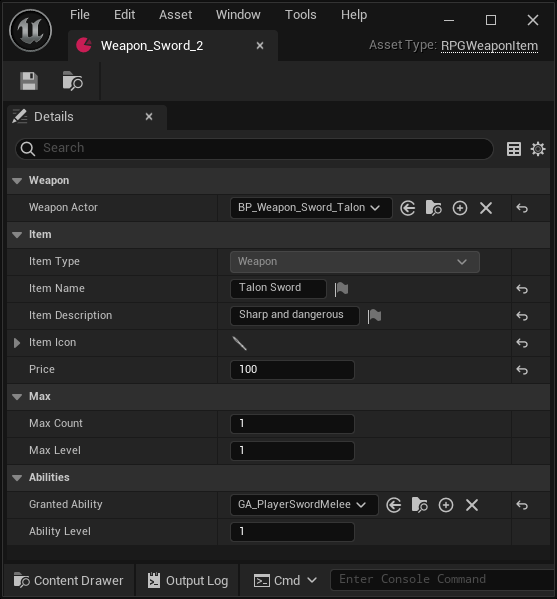 File Edit Asset Window Tools Help
Weapon_Sword_2
Asset Type: RPGWeaponItem
Details
Search
Weapon
Weapon Actor BP_Weapon_Sword_Talon
Item
Item Type Weapon
Item Name Talon Sword
Item Description Sharp and dangerous
Item Icon
Price 100
Max
Max Count 1
Max Level 1
Abilities
Granted Ability GA_PlayerSwordMelee
Ability Level 1
Content Drawer Output Log Cmd Enter Console Command